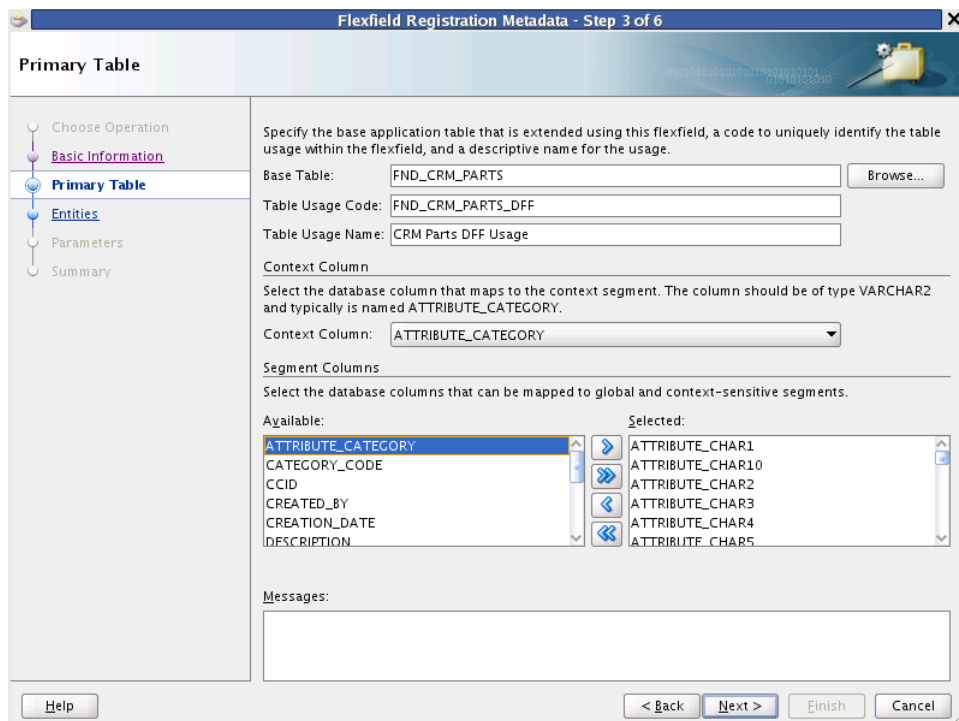 Flexfield Registration Metadata - Step 3 of 6
Primary Table
Choose Operation
Basic Information
Primary Table
Entities
Parameters
Summary
Specify the base application table that is extended using this flexfield, a code to uniquely identify the table
usage within the flexfield, and a descriptive name for the usage.
Base Table:
FND_CRM_PARTS
Browse...
Table Usage Code:
FND_CRM_PARTS_DFF
Table Usage Name:
CRM Parts DFF Usage
Context Column
Select the database column that maps to the context segment. The column should be of type VARCHAR2
and typically is named ATTRIBUTE_CATEGORY.
Context Column:
ATTRIBUTE_CATEGORY
Segment Columns
Select the database columns that can be mapped to global and context-sensitive segments.
Available:
ATTRIBUTE_CATEGORY
CATEGORY_CODE
CCID
CREATED_BY
CREATION_DATE
DESCRIPTION
Selected:
ATTRIBUTE_CHAR1
ATTRIBUTE_CHAR10
ATTRIBUTE_CHAR2
ATTRIBUTE_CHAR3
ATTRIBUTE_CHAR4
ATTRIBUTE_CHAR5
Messages:
Help
< Back
Next >
Finish
Cancel